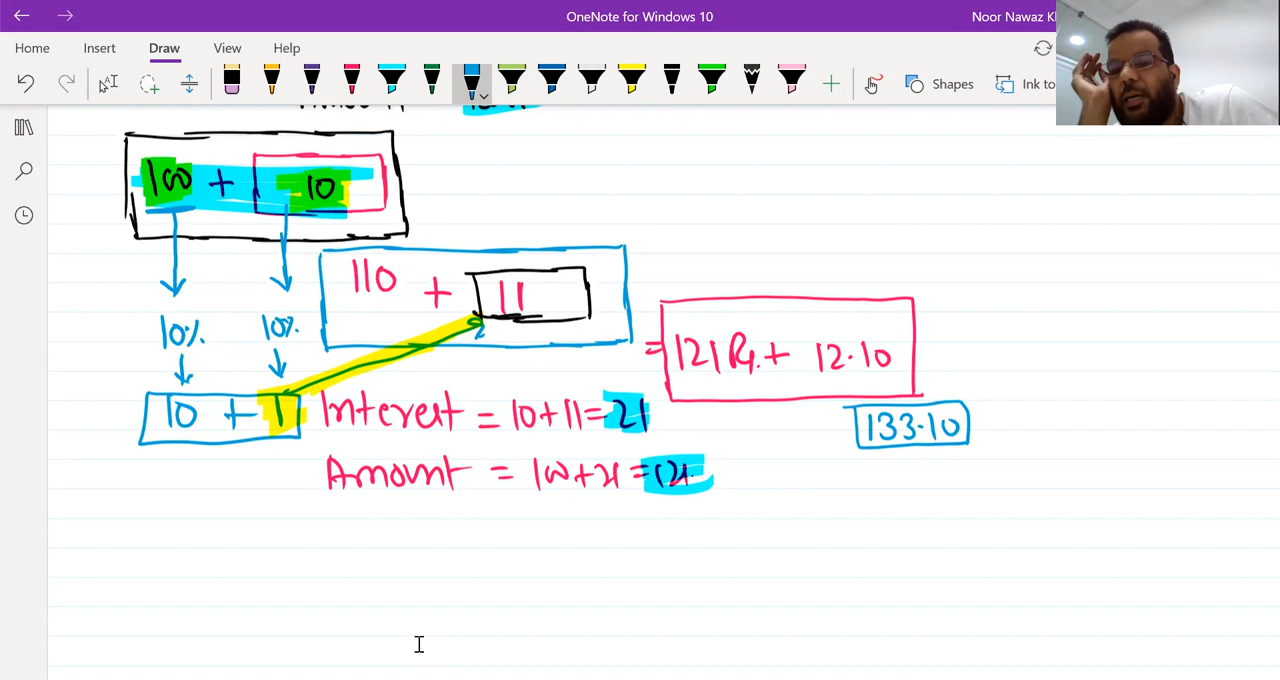 OneNote for Windows 10
Noor Nawaz Kh
Home Insert Draw View Help
Shapes Ink to
100 + 10
110 + 11
10% 10%
= 121 Rs. + 12.10
10 + 1
Interest = 10+11=21
133.10
Amount = 100+21=121